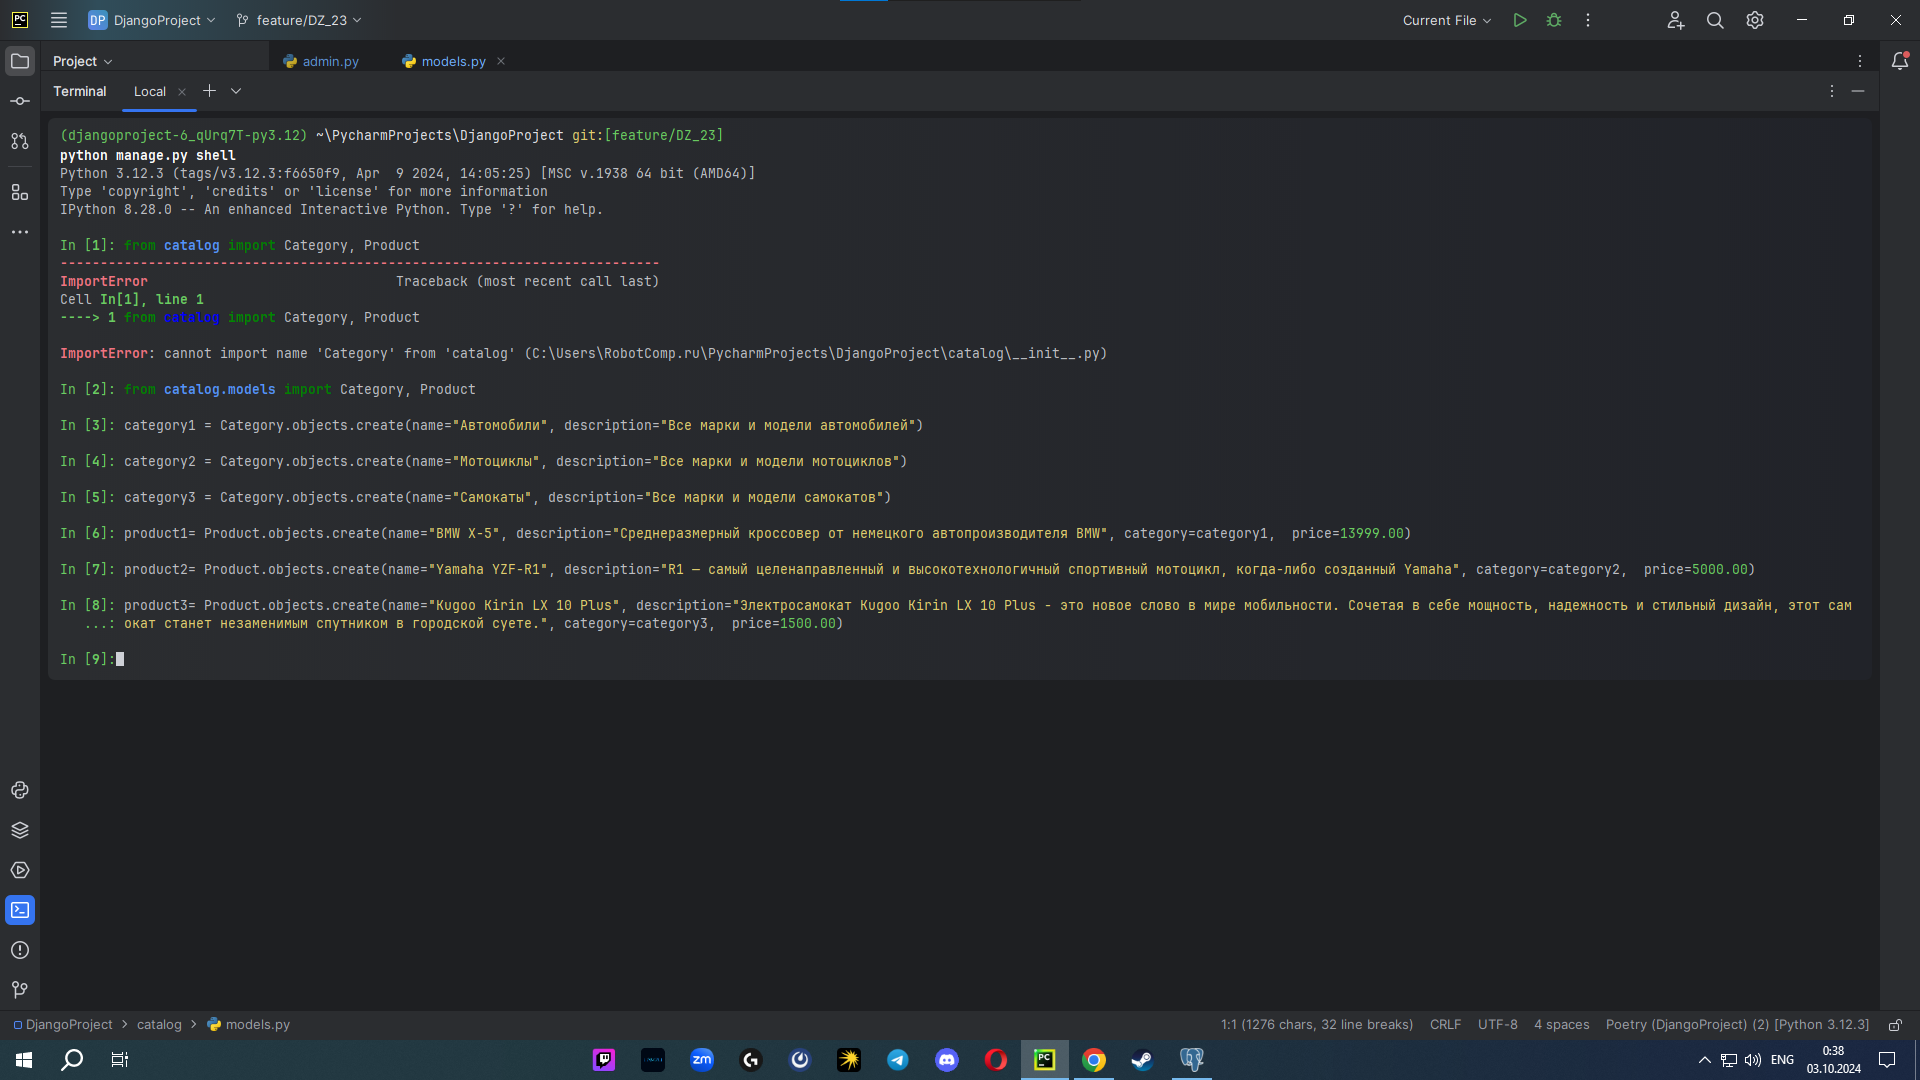 PC DP DjangoProject feature/DZ_23 Current File
Project admin.py models.py
Terminal Local
(djangoproject-6_qUrq7T-py3.12) ~\PycharmProjects\DjangoProject git:[feature/DZ_23]
python manage.py shell
Python 3.12.3 (tags/v3.12.3:f6650f9, Apr  9 2024, 14:05:25) [MSC v.1938 64 bit (AMD64)]
Type 'copyright', 'credits' or 'license' for more information
IPython 8.28.0 -- An enhanced Interactive Python. Type '?' for help.
In [1]: from catalog import Category, Product
---------------------------------------------------------------------------
ImportError                               Traceback (most recent call last)
Cell In[1], line 1
----> 1 from catalog import Category, Product
ImportError: cannot import name 'Category' from 'catalog' (C:\Users\RobotComp.ru\PycharmProjects\DjangoProject\catalog\__init__.py)
In [2]: from catalog.models import Category, Product
In [3]: category1 = Category.objects.create(name="Автомобили", description="Все марки и модели автомобилей")
In [4]: category2 = Category.objects.create(name="Мотоциклы", description="Все марки и модели мотоциклов")
In [5]: category3 = Category.objects.create(name="Самокаты", description="Все марки и модели самокатов")
In [6]: product1= Product.objects.create(name="BMW X-5", description="Среднеразмерный кроссовер от немецкого автопроизводителя BMW", category=category1,  price=13999.00)
In [7]: product2= Product.objects.create(name="Yamaha YZF-R1", description="R1 — самый целенаправленный и высокотехнологичный спортивный мотоцикл, когда-либо созданный Yamaha", category=category2,  price=5000.00)
In [8]: product3= Product.objects.create(name="Kugoo Kirin LX 10 Plus", description="Электросамокат Kugoo Kirin LX 10 Plus - это новое слово в мире мобильности. Сочетая в себе мощность, надежность и стильный дизайн, этот сам
   ...: окат станет незаменимым спутником в городской суете.", category=category3,  price=1500.00)
In [9]:
DjangoProject > catalog > models.py 1:1 (1276 chars, 32 line breaks) CRLF UTF-8 4 spaces Poetry (DjangoProject) (2) [Python 3.12.3]
zm PC ENG 0:38
03.10.2024